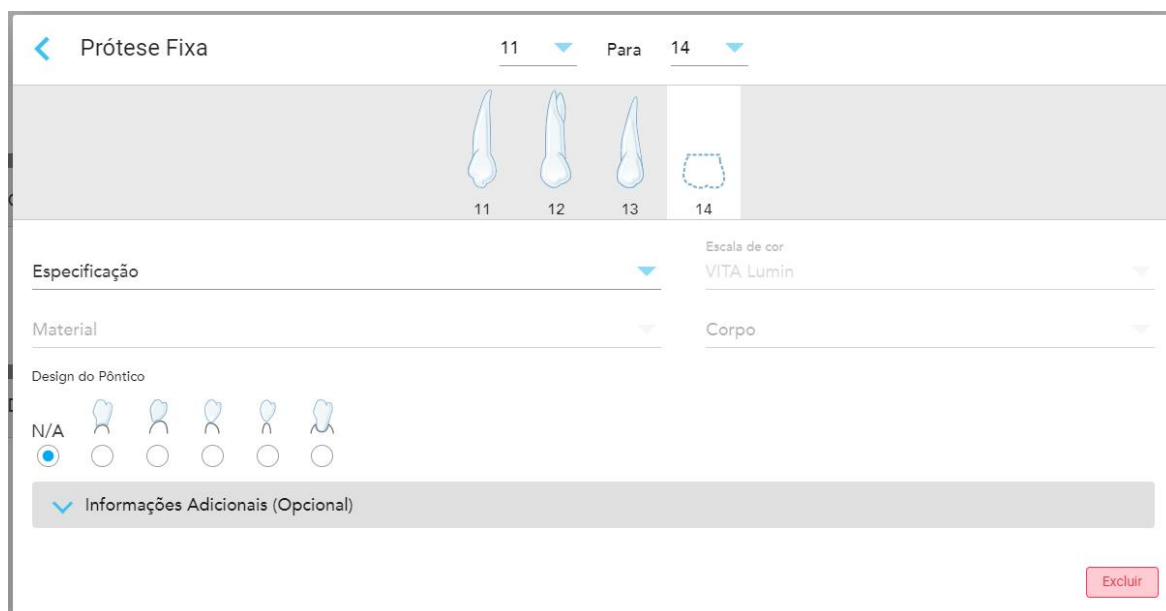 Prótese Fixa 11 Para 14
11 12 13 14
Escala de cor
Especificação VITA Lumin
Material Corpo
Design do Pôntico
N/A
Informações Adicionais (Opcional)
Excluir